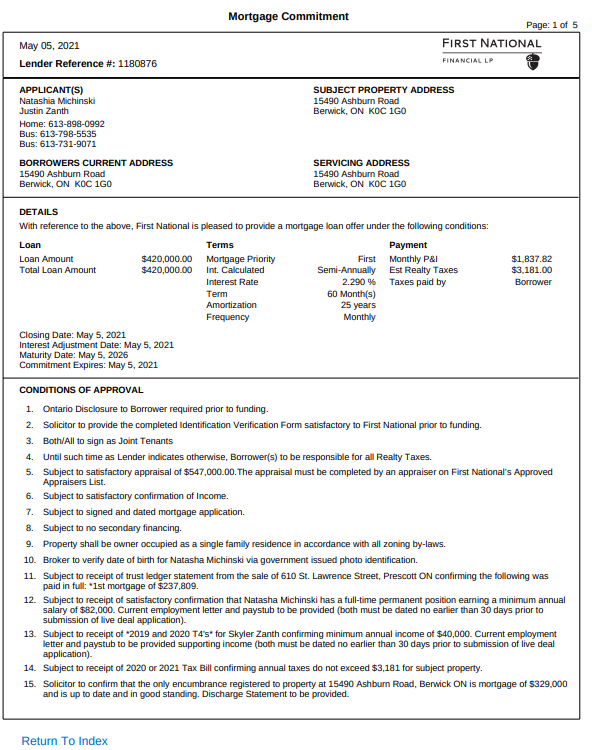 Mortgage Commitment
Page: 1 of 5
May 05, 2021
FIRST NATIONAL
FINANCIAL LP
Lender Reference #: 1180876
APPLICANT(S)
Natashia Michinski
Justin Zanth
Home: 613-898-0992
Bus: 613-798-5535
Bus: 613-731-9071
SUBJECT PROPERTY ADDRESS
15490 Ashburn Road
Berwick, ON K0C 1G0
BORROWERS CURRENT ADDRESS
15490 Ashburn Road
Berwick, ON K0C 1G0
SERVICING ADDRESS
15490 Ashburn Road
Berwick, ON K0C 1G0
DETAILS
With reference to the above, First National is pleased to provide a mortgage loan offer under the following conditions:
Loan
Loan Amount $420,000.00
Total Loan Amount $420,000.00
Terms
Mortgage Priority First
Int. Calculated Semi-Annually
Interest Rate 2.290 %
Term 60 Month(s)
Amortization 25 years
Frequency Monthly
Payment
Monthly P&I $1,837.82
Est Realty Taxes $3,181.00
Taxes paid by Borrower
Closing Date: May 5, 2021
Interest Adjustment Date: May 5, 2021
Maturity Date: May 5, 2026
Commitment Expires: May 5, 2021
CONDITIONS OF APPROVAL
1. Ontario Disclosure to Borrower required prior to funding.
2. Solicitor to provide the completed Identification Verification Form satisfactory to First National prior to funding.
3. Both/All to sign as Joint Tenants
4. Until such time as Lender indicates otherwise, Borrower(s) to be responsible for all Realty Taxes.
5. Subject to satisfactory appraisal of $547,000.00.The appraisal must be completed by an appraiser on First National's Approved
Appraisers List.
6. Subject to satisfactory confirmation of Income.
7. Subject to signed and dated mortgage application.
8. Subject to no secondary financing.
9. Property shall be owner occupied as a single family residence in accordance with all zoning by-laws.
10. Broker to verify date of birth for Natasha Michinski via government issued photo identification.
11. Subject to receipt of trust ledger statement from the sale of 610 St. Lawrence Street, Prescott ON confirming the following was
paid in full: *1st mortgage of $237,809.
12. Subject to receipt of satisfactory confirmation that Natasha Michinski has a full-time permanent position earning a minimum annual
salary of $82,000. Current employment letter and paystub to be provided (both must be dated no earlier than 30 days prior to
submission of live deal application).
13. Subject to receipt of *2019 and 2020 T4's* for Skyler Zanth confirming minimum annual income of $40,000. Current employment
letter and paystub to be provided supporting income (both must be dated no earlier than 30 days prior to submission of live deal
application).
14. Subject to receipt of 2020 or 2021 Tax Bill confirming annual taxes do not exceed $3,181 for subject property.
15. Solicitor to confirm that the only encumbrance registered to property at 15490 Ashburn Road, Berwick ON is mortgage of $329,000
and is up to date and in good standing. Discharge Statement to be provided.
Return To Index